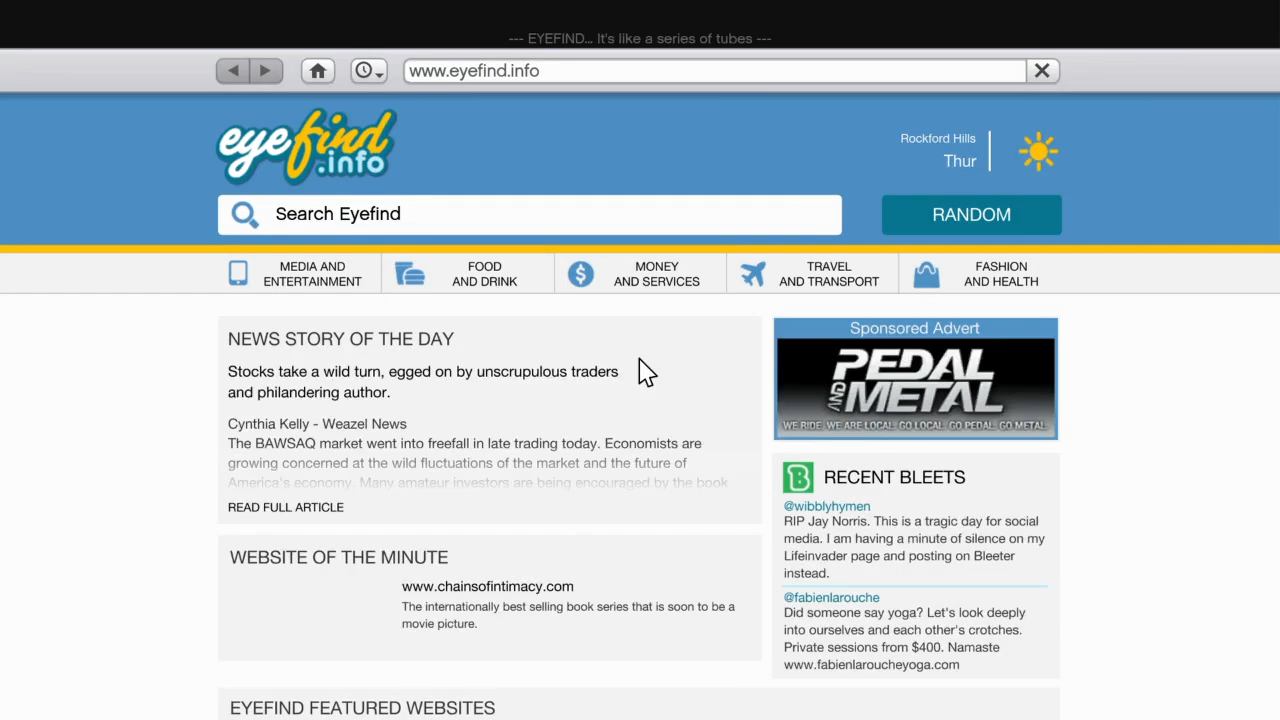 --- EYEFIND... It's like a series of tubes ---
www.eyefind.info
eyefind
.info
Rockford Hills
Thur
Search Eyefind
RANDOM
MEDIA AND
ENTERTAINMENT
FOOD
AND DRINK
MONEY
AND SERVICES
TRAVEL
AND TRANSPORT
FASHION
AND HEALTH
NEWS STORY OF THE DAY
Stocks take a wild turn, egged on by unscrupulous traders
and philandering author.
Cynthia Kelly - Weazel News
The BAWSAQ market went into freefall in late trading today. Economists are
growing concerned at the wild fluctuations of the market and the future of
America's economy. Many amateur investors are being encouraged by the book
READ FULL ARTICLE
WEBSITE OF THE MINUTE
www.chainsofintimacy.com
The internationally best selling book series that is soon to be a
movie picture.
EYEFIND FEATURED WEBSITES
Sponsored Advert
PEDAL
AND METAL
WE RIDE. WE ARE LOCAL. GO LOCAL. GO PEDAL. GO METAL.
B RECENT BLEETS
@wibblyhymen
RIP Jay Norris. This is a tragic day for social
media. I am having a minute of silence on my
Lifeinvader page and posting on Bleeter
instead.
@fabienlarouche
Did someone say yoga? Let's look deeply
into ourselves and each other's crotches.
Private sessions from $400. Namaste
www.fabienlaroucheyoga.com